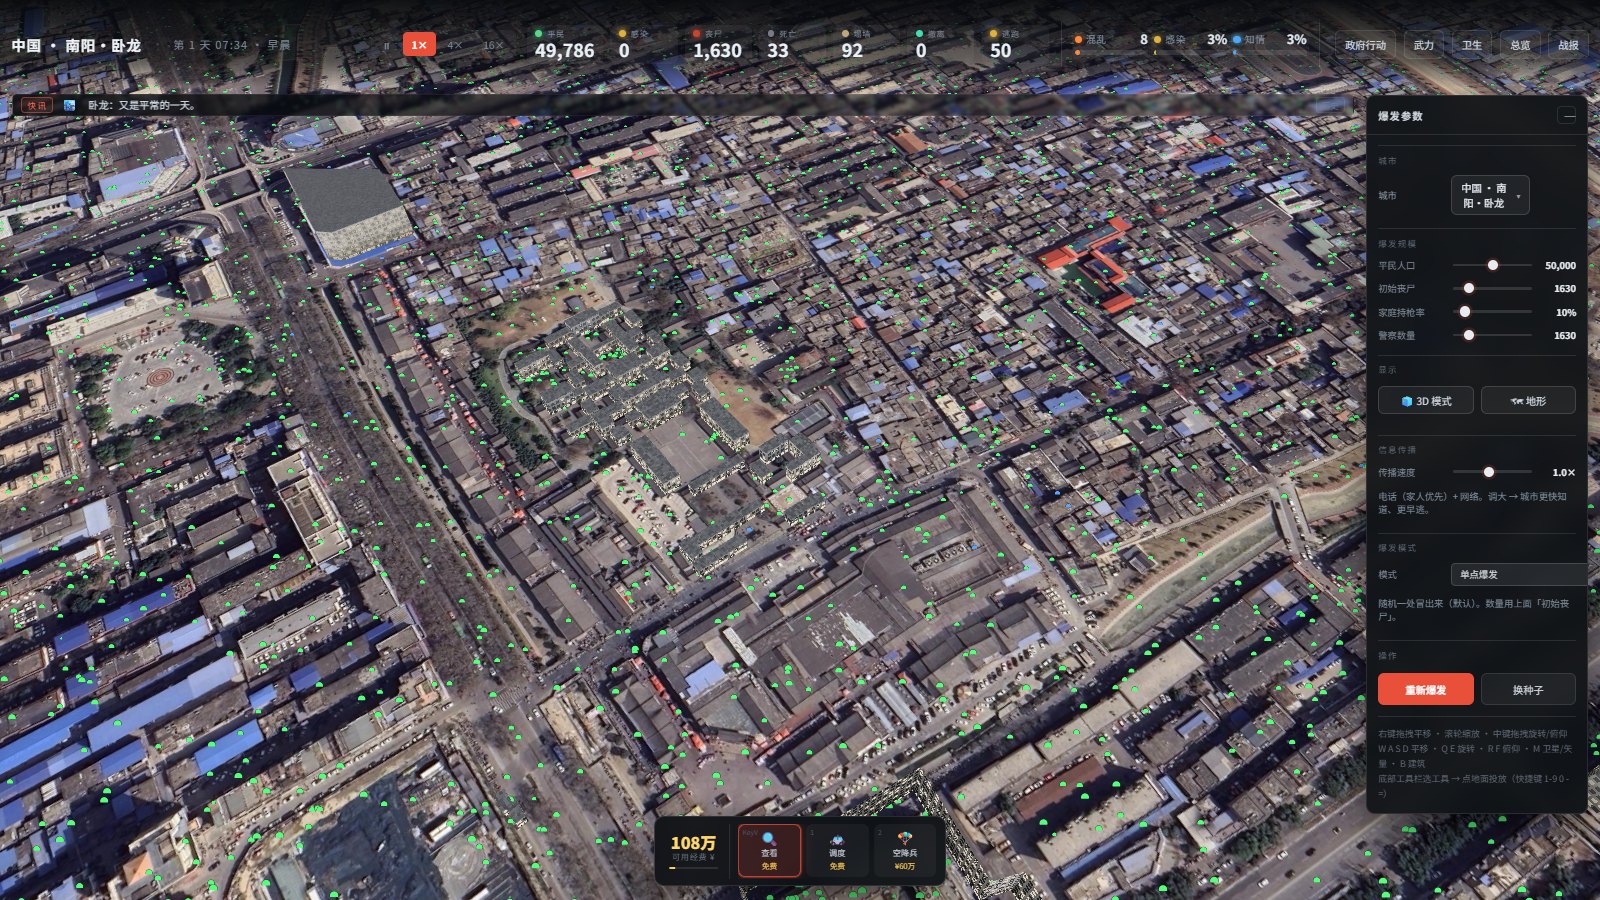 中国 · 南阳 · 卧龙
第 1 天 07:34 · 早晨
1× 4× 16×
平民 感染 丧尸 死亡 塌墙 撤离 逃跑
49,786 0 1,630 33 92 0 50
混乱 8 感染 3% 知情 3%
政府行动 武力 卫生 总览 战报
快讯 卧龙：又是平常的一天。
爆发参数
城市
城市 中国 · 南阳 · 卧龙
爆发规模
平民人口 50,000
初始丧尸 1630
家庭持枪率 10%
警察数量 1630
显示
3D 模式 地形
信息传播
传播速度 1.0×
电话（家人优先）+ 网络。调大 → 城市更快知
道、更早逃。
爆发模式
模式 单点爆发
随机一处冒出来（默认）。数量用上面「初始丧
尸」。
操作
重新爆发 换种子
右键拖拽平移 · 滚轮缩放 · 中键拖拽旋转/俯仰
W A S D 平移 · Q E 旋转 · R F 俯仰 · M 卫星/矢
量 · B 建筑
底部工具栏选工具 → 点地面投放（快捷键 1-9 0 -
=）
108万
可用经费 ¥
KeyV 查看 免费
1 调度 免费
2 空降兵 ¥60万